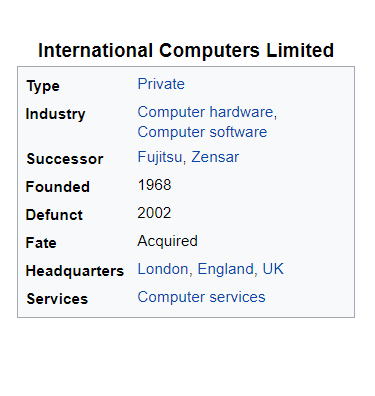 International Computers Limited
Type Private
Industry Computer hardware,
Computer software
Successor Fujitsu, Zensar
Founded 1968
Defunct 2002
Fate Acquired
Headquarters London, England, UK
Services Computer services